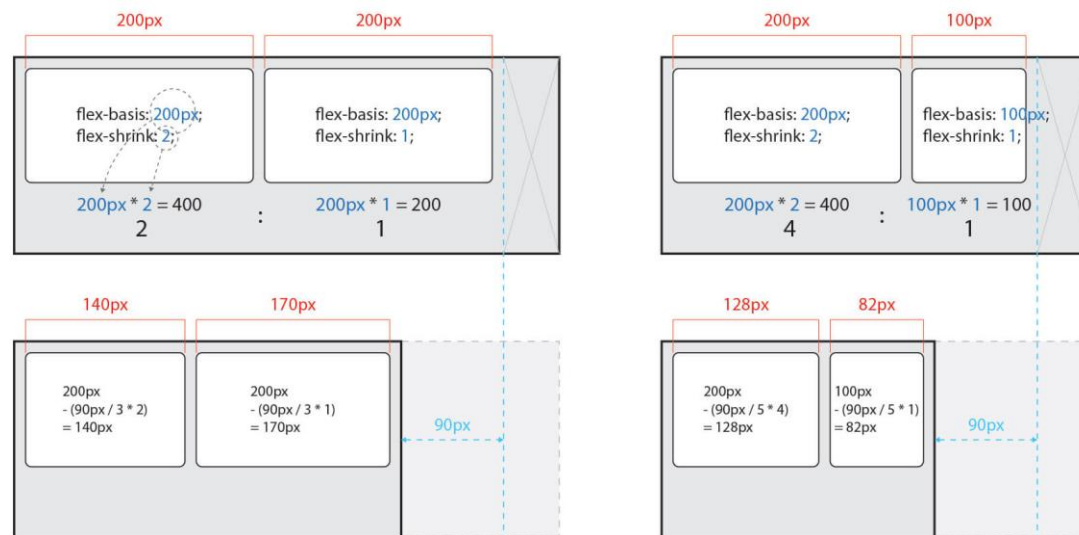 200px 200px
flex-basis: 200px;
flex-shrink: 2;
flex-basis: 200px;
flex-shrink: 1;
200px * 2 = 400 : 200px * 1 = 200
2 1
200px 100px
flex-basis: 200px;
flex-shrink: 2;
flex-basis: 100px;
flex-shrink: 1;
200px * 2 = 400 : 100px * 1 = 100
4 1
140px 170px
200px
- (90px / 3 * 2)
= 140px
200px
- (90px / 3 * 1)
= 170px
90px
128px 82px
200px
- (90px / 5 * 4)
= 128px
100px
- (90px / 5 * 1)
= 82px
90px